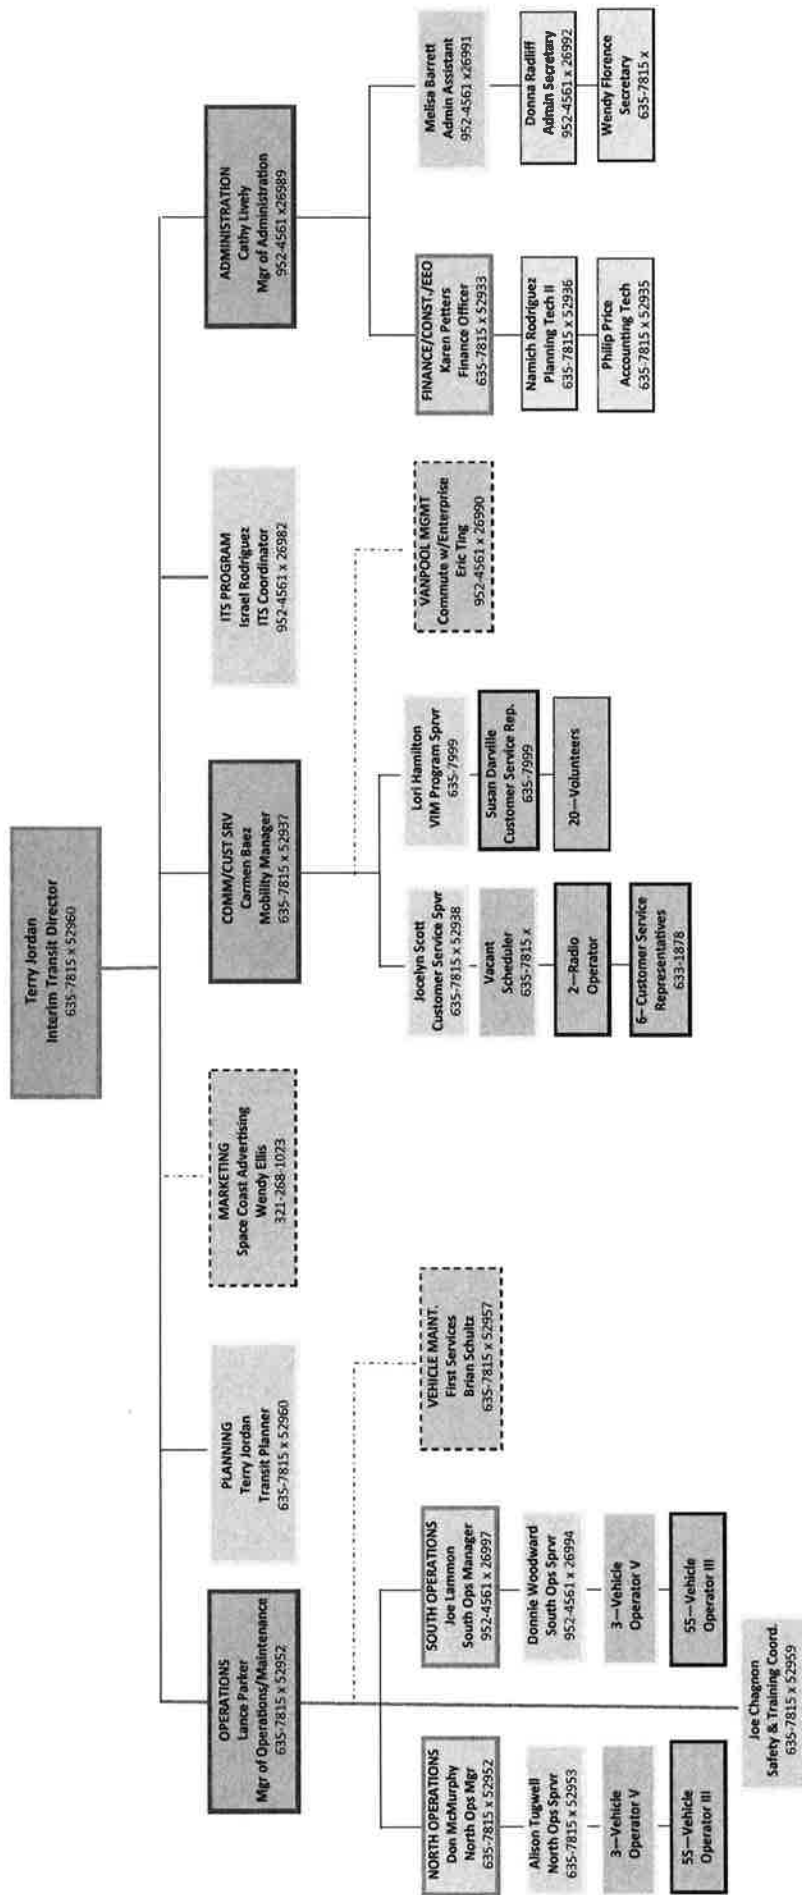 Terry Jordan
Interim Transit Director
635-7815 x 52960
OPERATIONS
Lance Parker
Mgr of Operations/Maintenance
635-7815 x 52952
PLANNING
Terry Jordan
Transit Planner
635-7815 x 52960
MARKETING
Space Coast Advertising
Wendy Ellis
321-268-1023
COMM/CUST SRV
Carmen Baez
Mobility Manager
635-7815 x 52937
ITS PROGRAM
Israel Rodriguez
ITS Coordinator
952-4561 x 26982
ADMINISTRATION
Cathy Lively
Mgr of Administration
952-4561 x26989
NORTH OPERATIONS
Don McMurphy
North Ops Mgr
635-7815 x 52952
Alison Tugwell
North Ops Sprvr
635-7815 x 52953
3—Vehicle
Operator V
55—Vehicle
Operator III
SOUTH OPERATIONS
Joe Lammon
South Ops Manager
952-4561 x 26997
Donnie Woodward
South Ops Sprvr
952-4561 x 26994
3—Vehicle
Operator V
55—Vehicle
Operator III
Joe Chagnon
Safety & Training Coord.
635-7815 x 52959
VEHICLE MAINT.
First Services
Brian Schultz
635-7815 x 52957
Jocelyn Scott
Customer Service Spvr
635-7815 x 52938
Vacant
Scheduler
635-7815 x
2—Radio
Operator
6– Customer Service
Representatives
633-1878
Lori Hamilton
VIM Program Sprvr
635-7999
Susan Darville
Customer Service Rep.
635-7999
20—Volunteers
VANPOOL MGMT
Commute w/Enterprise
Eric Ting
952-4561 x 26990
FINANCE/CONST./EEO
Karen Petters
Finance Officer
635-7815 x 52933
Namich Rodriguez
Planning Tech II
635-7815 x 52936
Philip Price
Accounting Tech
635-7815 x 52935
Melisa Barrett
Admin Assistant
952-4561 x26991
Donna Radliff
Admin Secretary
952-4561 x 26992
Wendy Florence
Secretary
635-7815 x